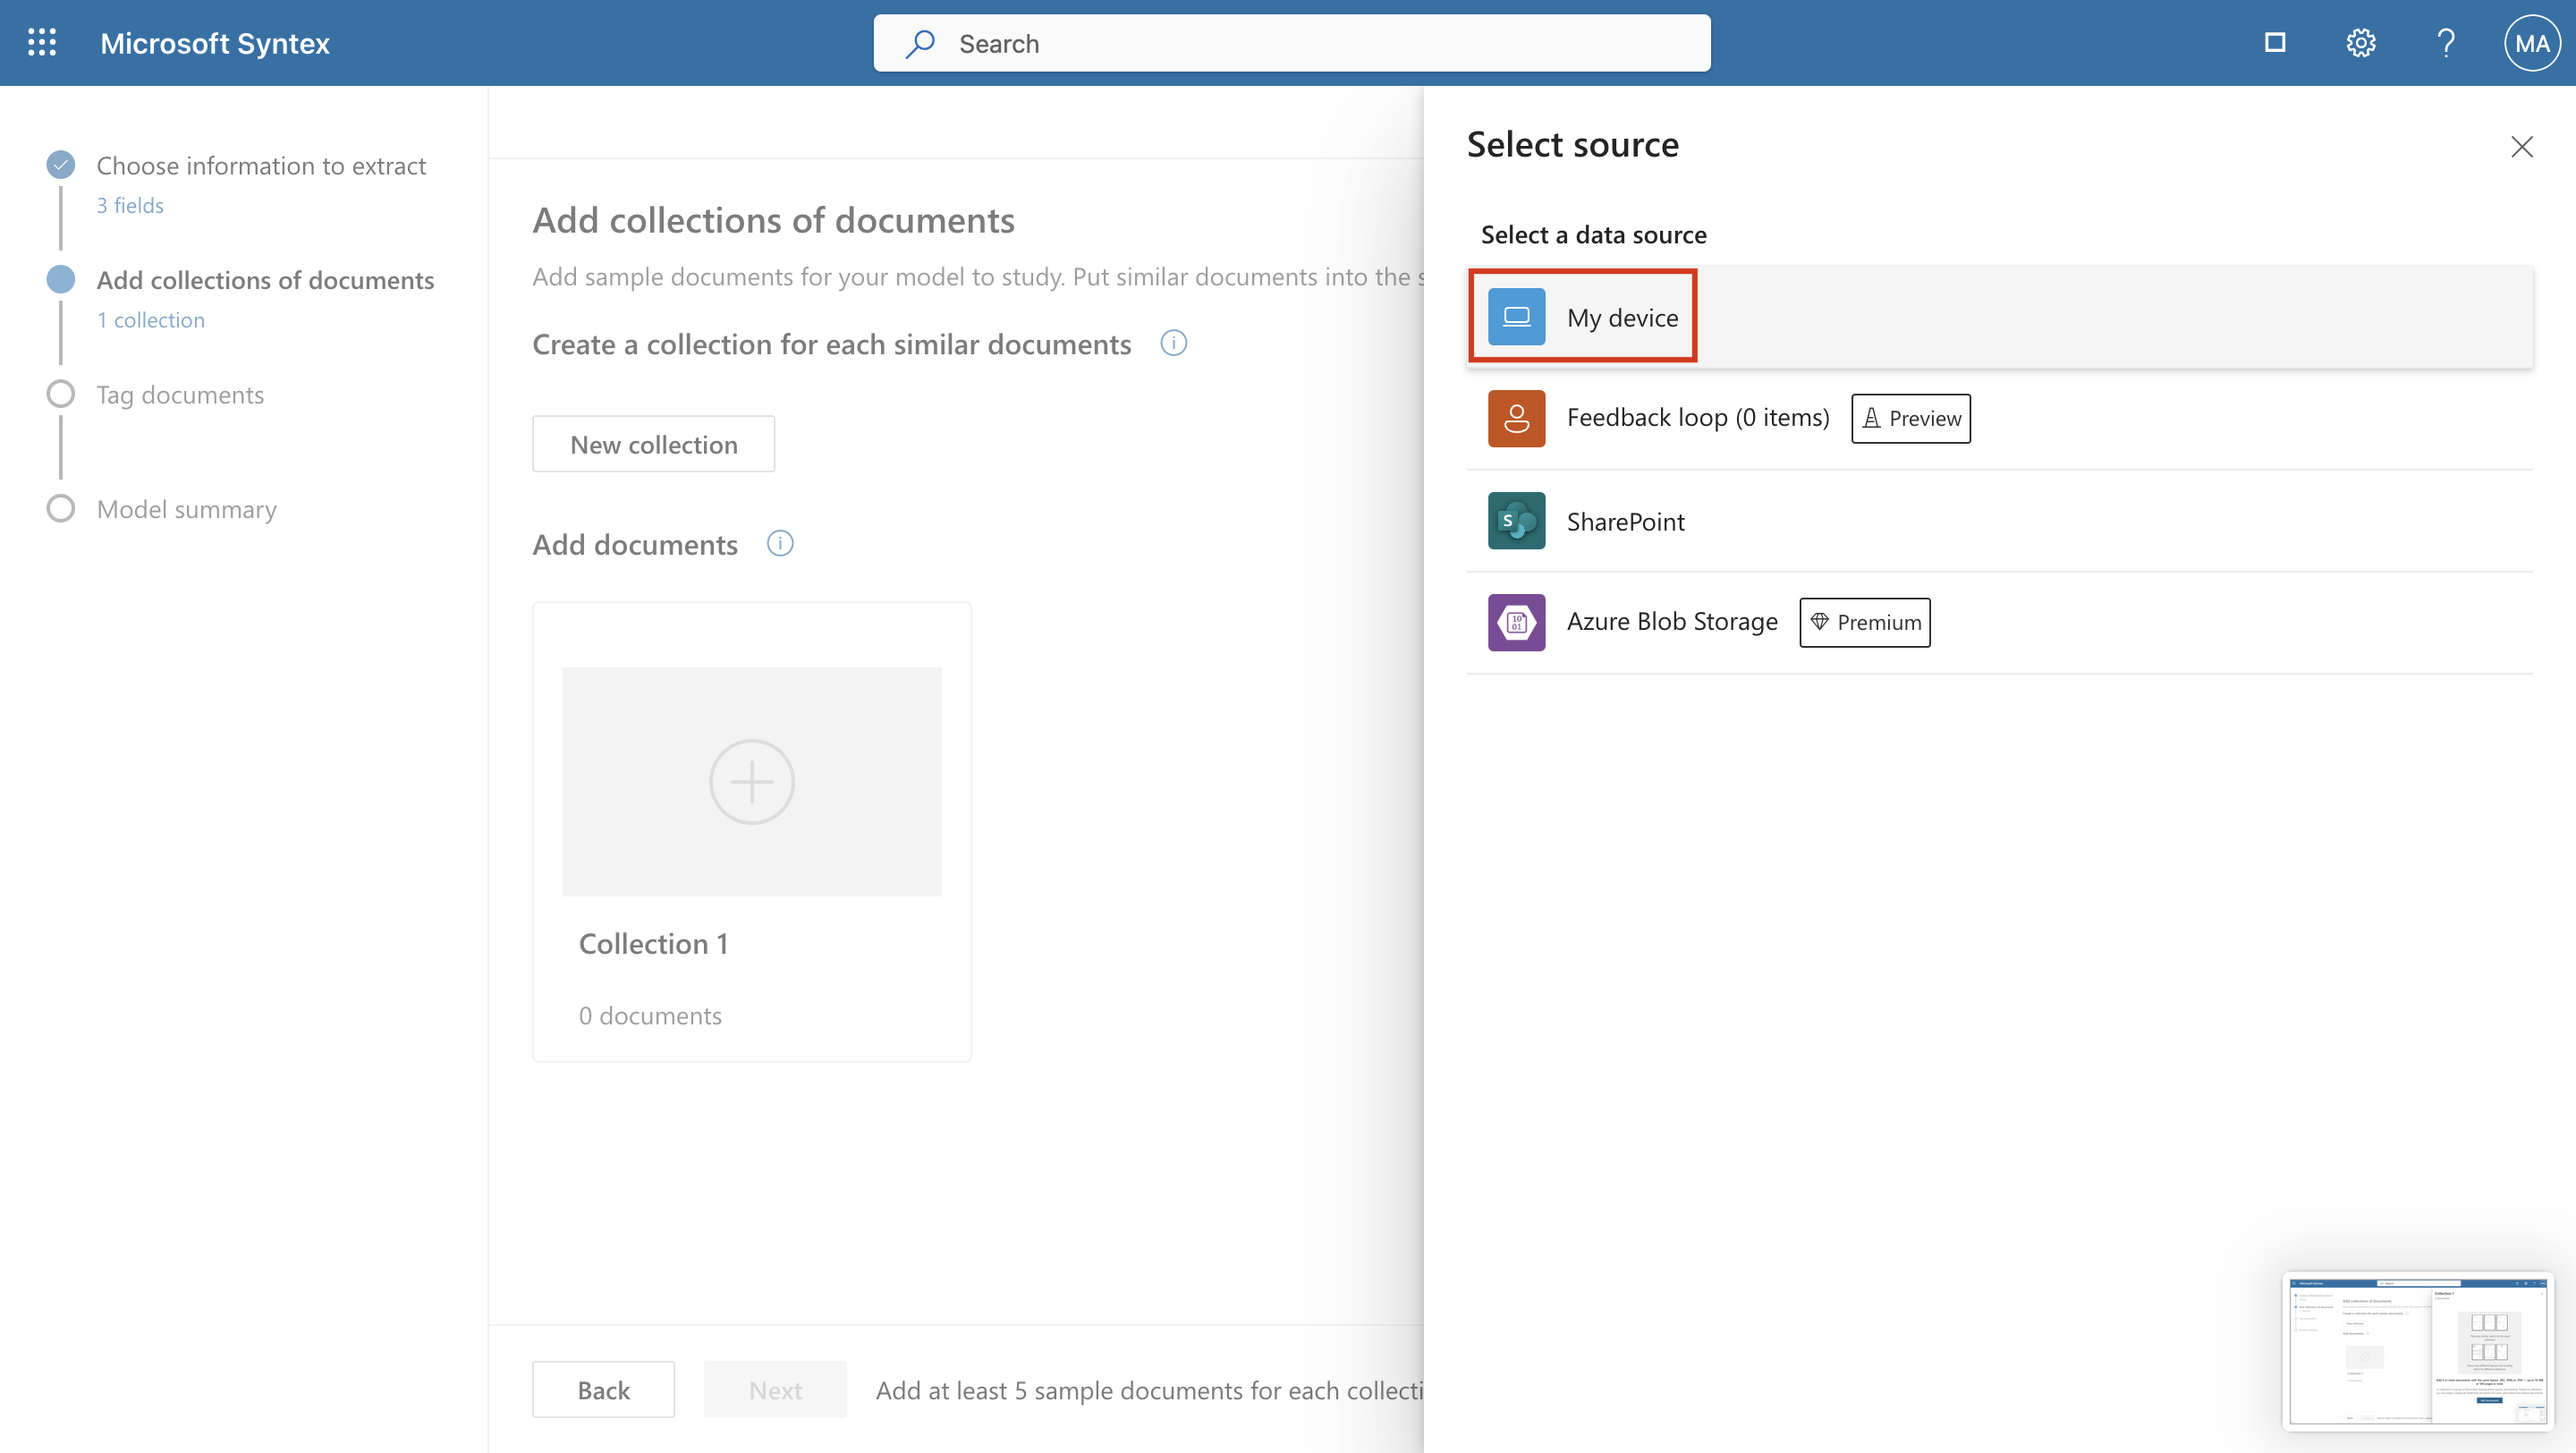 Microsoft Syntex
Search
MA
Choose information to extract
3 fields
Add collections of documents
1 collection
Tag documents
Model summary
Add collections of documents
Add sample documents for your model to study. Put similar documents into the s
Create a collection for each similar documents
New collection
Add documents
Collection 1
0 documents
Back
Next
Add at least 5 sample documents for each collecti
Select source
Select a data source
My device
Feedback loop (0 items)
Preview
S
SharePoint
10
01
Azure Blob Storage
Premium